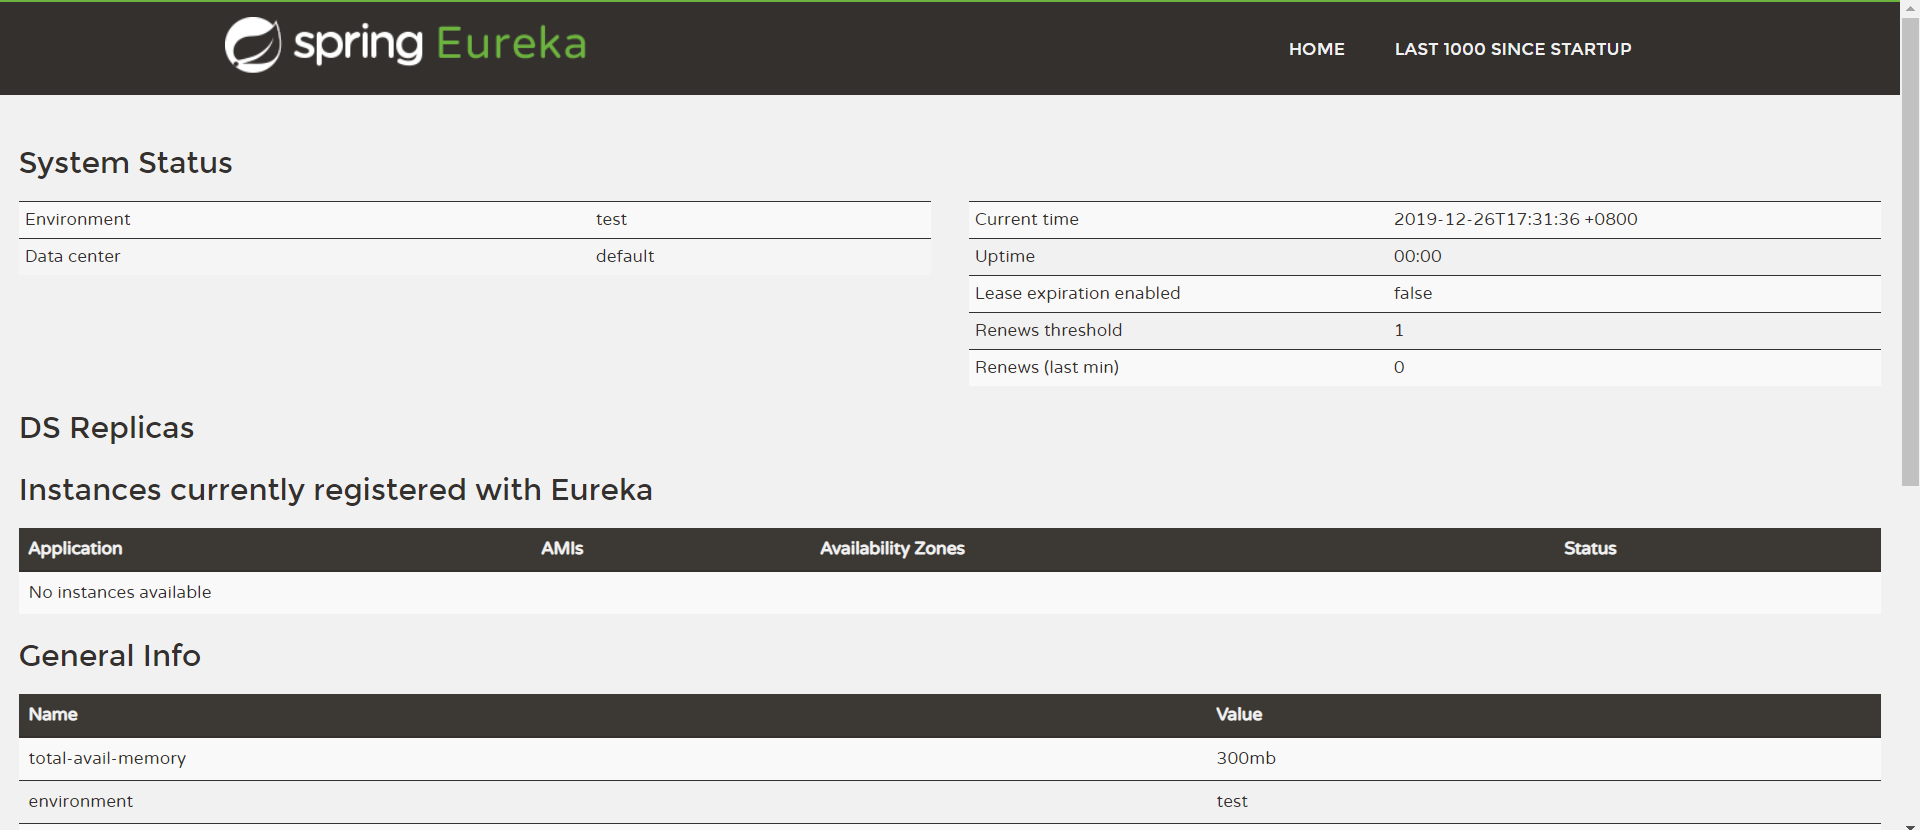 spring Eureka
HOME LAST 1000 SINCE STARTUP
System Status
Environment test
Data center default
Current time 2019-12-26T17:31:36 +0800
Uptime 00:00
Lease expiration enabled false
Renews threshold 1
Renews (last min) 0
DS Replicas
Instances currently registered with Eureka
Application AMIs Availability Zones Status
No instances available
General Info
Name Value
total-avail-memory 300mb
environment test